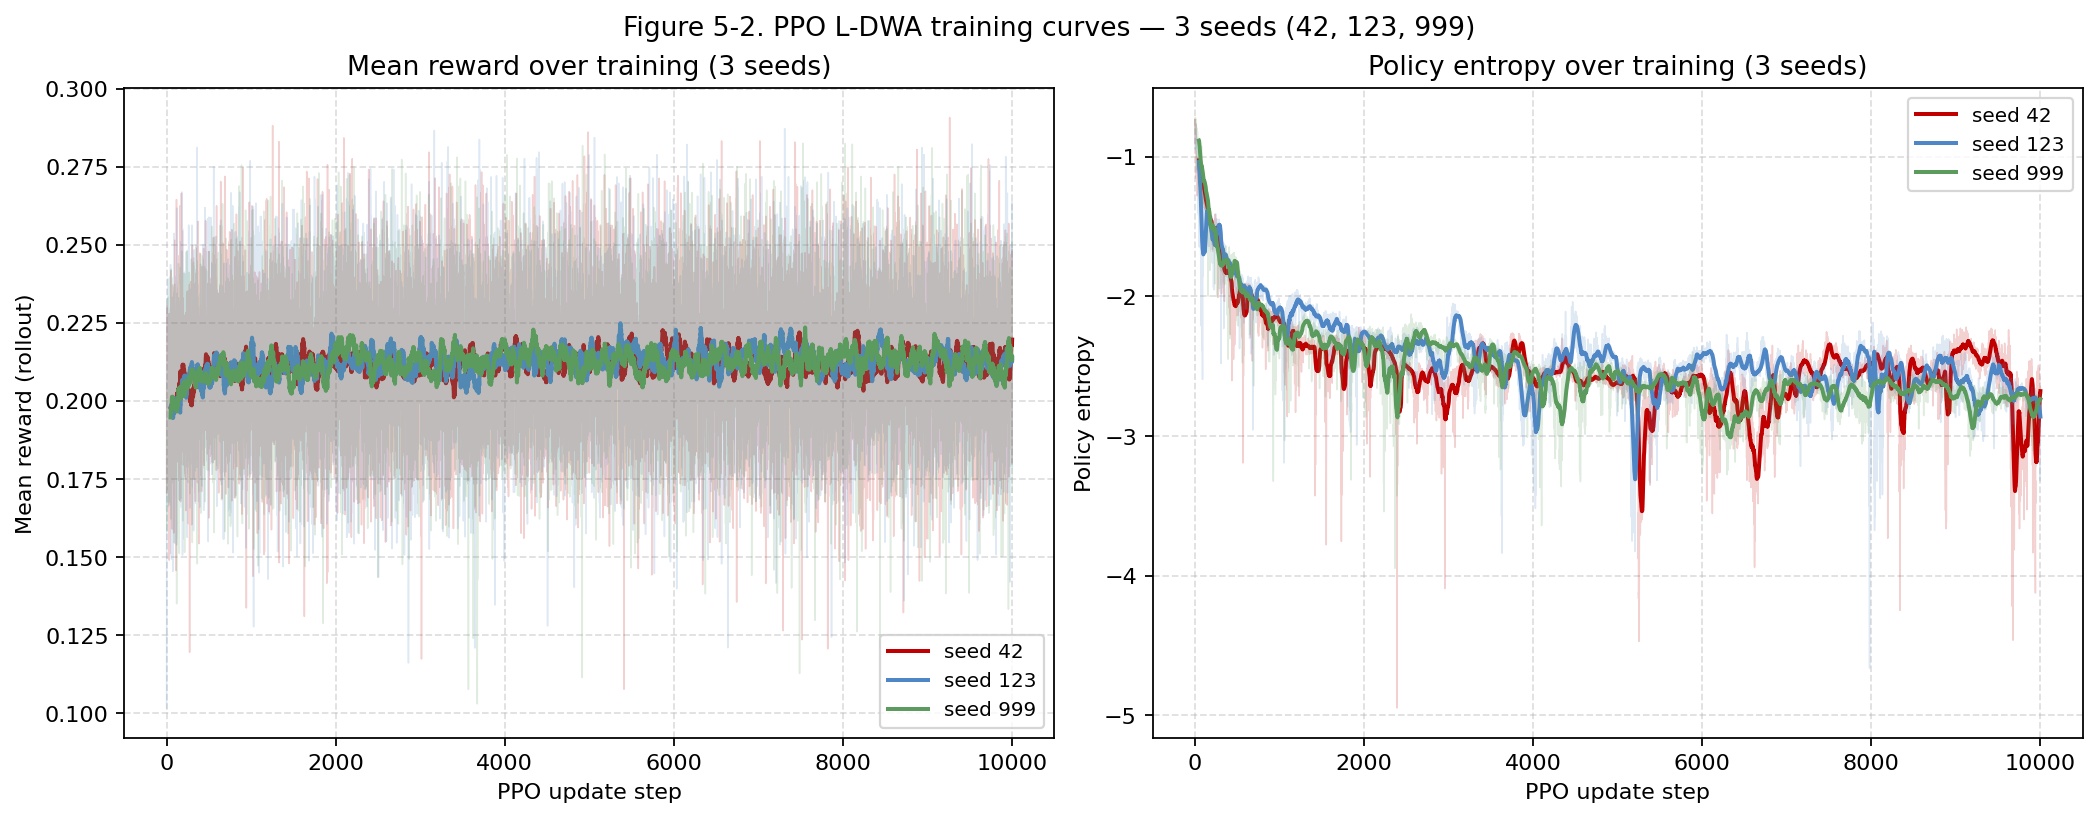 Figure 5-2. PPO L-DWA training curves — 3 seeds (42, 123, 999)
Mean reward over training (3 seeds)
Mean reward (rollout)
0.300
0.275
0.250
0.225
0.200
0.175
0.150
0.125
0.100
0 2000 4000 6000 8000 10000
PPO update step
seed 42
seed 123
seed 999
Policy entropy over training (3 seeds)
Policy entropy
−1
−2
−3
−4
−5
0 2000 4000 6000 8000 10000
PPO update step
seed 42
seed 123
seed 999